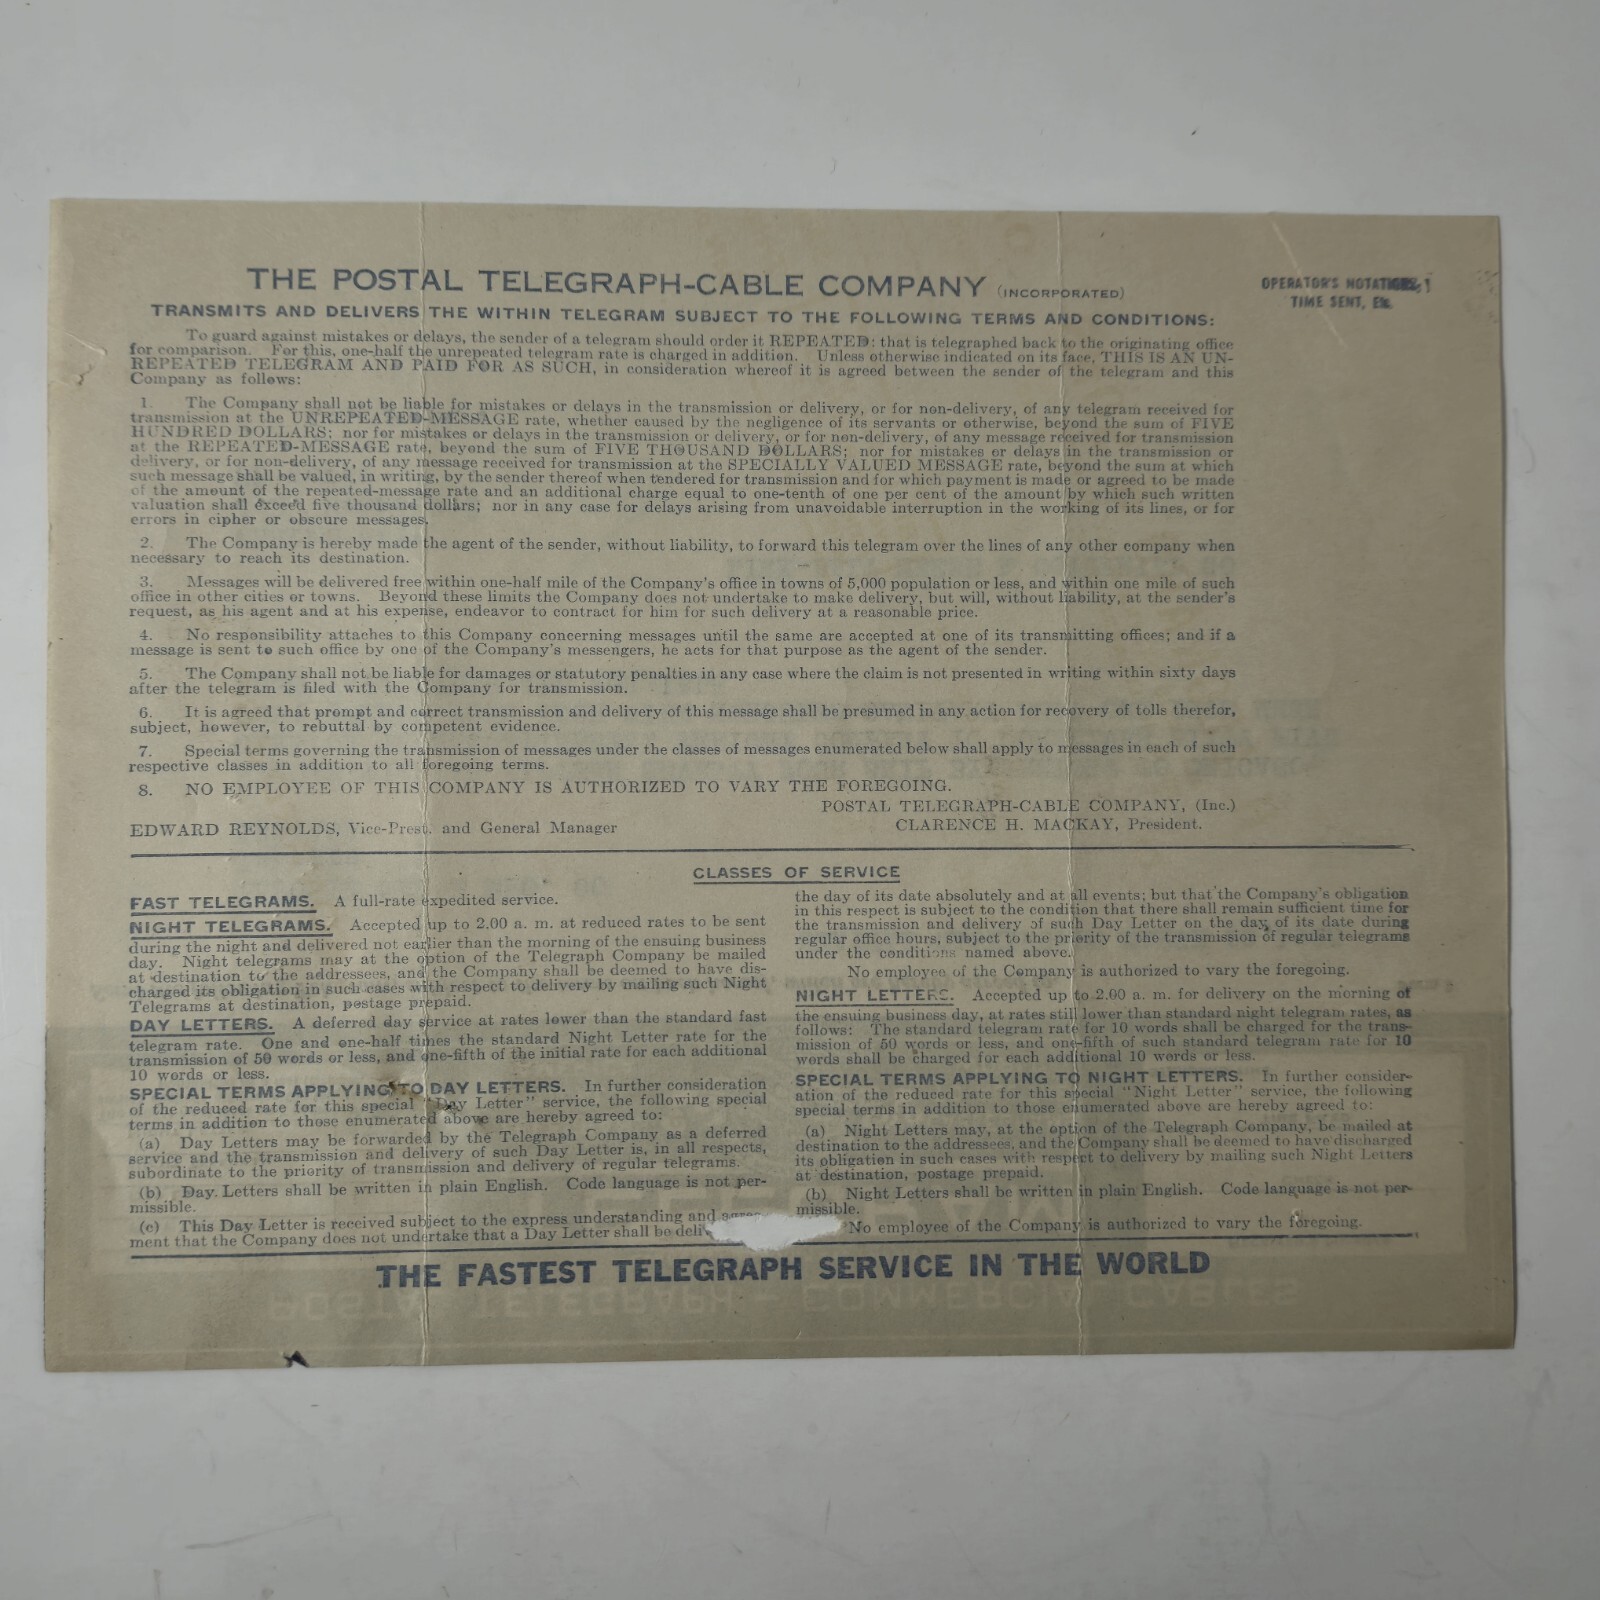 THE POSTAL TELEGRAPH-CABLE COMPANY (INCORPORATED)
TRANSMITS AND DELIVERS THE WITHIN TELEGRAM SUBJECT TO THE FOLLOWING TERMS AND CONDITIONS:
OPERATOR'S NOTATIONS,
TIME SENT, Etc.
To guard against mistakes or delays, the sender of a telegram should order it REPEATED: that is telegraphed back to the originating office
for comparison. For this, one-half the unrepeated telegram rate is charged in addition. Unless otherwise indicated on its face, THIS IS AN UN-
REPEATED TELEGRAM AND PAID FOR AS SUCH, in consideration whereof it is agreed between the sender of the telegram and this
Company as follows:
1. The Company shall not be liable for mistakes or delays in the transmission or delivery, or for non-delivery, of any telegram received for
transmission at the UNREPEATED-MESSAGE rate, whether caused by the negligence of its servants or otherwise, beyond the sum of FIVE
HUNDRED DOLLARS; nor for mistakes or delays in the transmission or delivery, or for non-delivery, of any message received for transmission
at the REPEATED-MESSAGE rate, beyond the sum of FIVE THOUSAND DOLLARS; nor for mistakes or delays in the transmission or
delivery, or for non-delivery, of any message received for transmission at the SPECIALLY VALUED MESSAGE rate, beyond the sum at which
such message shall be valued, in writing, by the sender thereof when tendered for transmission and for which payment is made or agreed to be made
of the amount of the repeated-message rate and an additional charge equal to one-tenth of one per cent of the amount by which such written
valuation shall exceed five thousand dollars; nor in any case for delays arising from unavoidable interruption in the working of its lines, or for
errors in cipher or obscure messages.
2. The Company is hereby made the agent of the sender, without liability, to forward this telegram over the lines of any other company when
necessary to reach its destination.
3. Messages will be delivered free within one-half mile of the Company's office in towns of 5,000 population or less, and within one mile of such
office in other cities or towns. Beyond these limits the Company does not undertake to make delivery, but will, without liability, at the sender's
request, as his agent and at his expense, endeavor to contract for him for such delivery at a reasonable price.
4. No responsibility attaches to this Company concerning messages until the same are accepted at one of its transmitting offices; and if a
message is sent to such office by one of the Company's messengers, he acts for that purpose as the agent of the sender.
5. The Company shall not be liable for damages or statutory penalties in any case where the claim is not presented in writing within sixty days
after the telegram is filed with the Company for transmission.
6. It is agreed that prompt and correct transmission and delivery of this message shall be presumed in any action for recovery of tolls therefor,
subject, however, to rebuttal by competent evidence.
7. Special terms governing the transmission of messages under the classes of messages enumerated below shall apply to messages in each of such
respective classes in addition to all foregoing terms.
8. NO EMPLOYEE OF THIS COMPANY IS AUTHORIZED TO VARY THE FOREGOING.
POSTAL TELEGRAPH-CABLE COMPANY, (Inc.)
EDWARD REYNOLDS, Vice-Prest. and General Manager
CLARENCE H. MACKAY, President.
CLASSES OF SERVICE
FAST TELEGRAMS. A full-rate expedited service.
NIGHT TELEGRAMS. Accepted up to 2.00 a. m. at reduced rates to be sent
during the night and delivered not earlier than the morning of the ensuing business
day. Night telegrams may at the option of the Telegraph Company be mailed
at destination to the addressees, and the Company shall be deemed to have dis-
charged its obligation in such cases with respect to delivery by mailing such Night
Telegrams at destination, postage prepaid.
DAY LETTERS. A deferred day service at rates lower than the standard fast
telegram rate. One and one-half times the standard Night Letter rate for the
transmission of 50 words or less, and one-fifth of the initial rate for each additional
10 words or less.
SPECIAL TERMS APPLYING TO DAY LETTERS. In further consideration
of the reduced rate for this special "Day Letter" service, the following special
terms in addition to those enumerated above are hereby agreed to:
(a) Day Letters may be forwarded by the Telegraph Company as a deferred
service and the transmission and delivery of such Day Letter is, in all respects,
subordinate to the priority of transmission and delivery of regular telegrams.
(b) Day Letters shall be written in plain English. Code language is not per-
missible.
(c) This Day Letter is received subject to the express understanding and agree-
ment that the Company does not undertake that a Day Letter shall be deliv
the day of its date absolutely and at all events; but that the Company's obligation
in this respect is subject to the condition that there shall remain sufficient time for
the transmission and delivery of such Day Letter on the day of its date during
regular office hours, subject to the priority of the transmission of regular telegrams
under the conditions named above.
No employee of the Company is authorized to vary the foregoing.
NIGHT LETTERS. Accepted up to 2.00 a. m. for delivery on the morning of
the ensuing business day, at rates still lower than standard night telegram rates, as
follows: The standard telegram rate for 10 words shall be charged for the trans-
mission of 50 words or less, and one-fifth of such standard telegram rate for 10
words shall be charged for each additional 10 words or less.
SPECIAL TERMS APPLYING TO NIGHT LETTERS. In further consider-
ation of the reduced rate for this special "Night Letter" service, the following
special terms in addition to those enumerated above are hereby agreed to:
(a) Night Letters may, at the option of the Telegraph Company, be mailed at
destination to the addressees, and the Company shall be deemed to have discharged
its obligation in such cases with respect to delivery by mailing such Night Letters
at destination, postage prepaid.
(b) Night Letters shall be written in plain English. Code language is not per-
missible.
No employee of the Company is authorized to vary the foregoing.
THE FASTEST TELEGRAPH SERVICE IN THE WORLD
POSTAL TELEGRAPH - COMMERCIAL CABLES